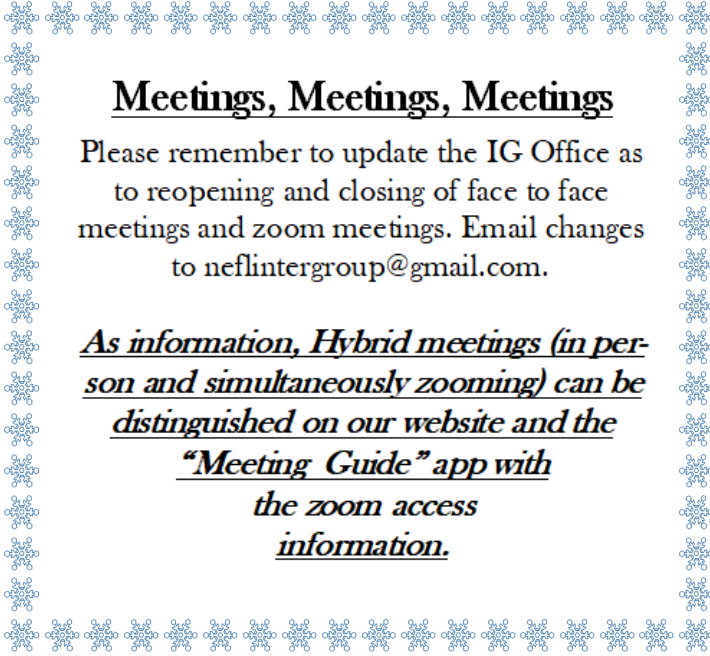 Meetings, Meetings, Meetings
Please remember to update the IG Office as
to reopening and closing of face to face
meetings and zoom meetings. Email changes
to neflintergroup@gmail.com.
As information, Hybrid meetings (in per-
son and simultaneously zooming) can be
distinguished on our website and the
“Meeting Guide” app with
the zoom access
information.